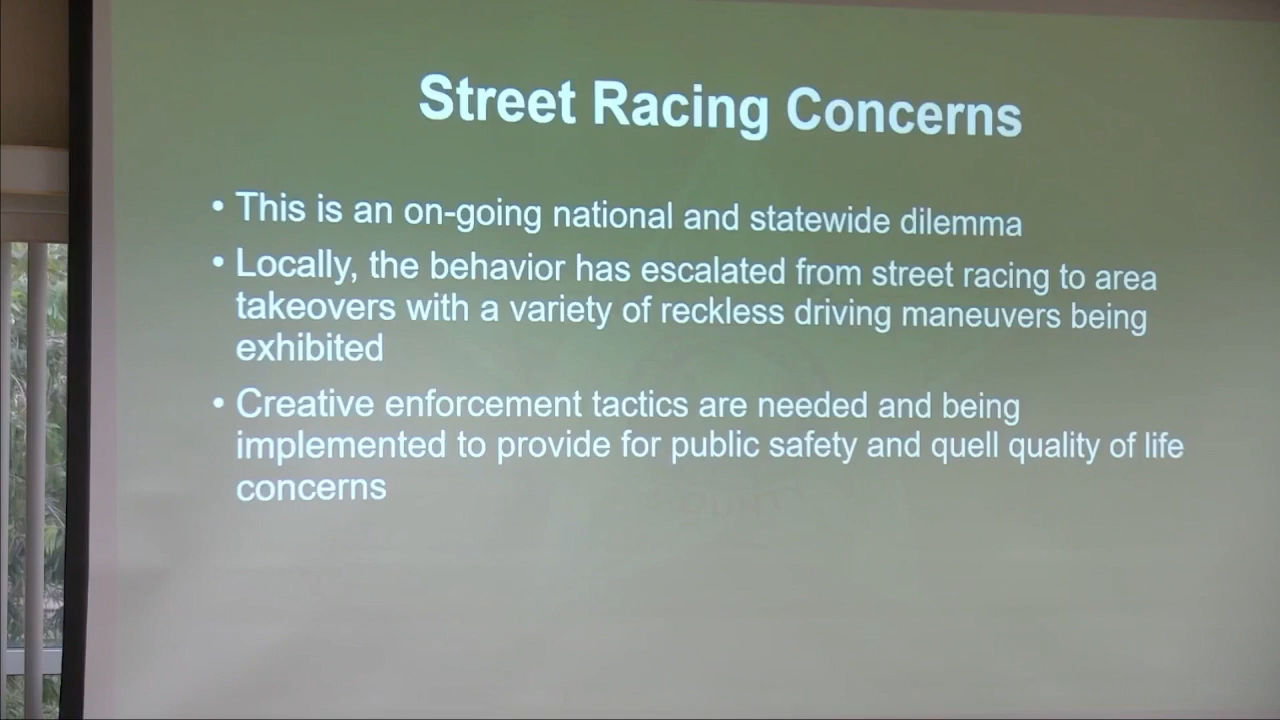 Street Racing Concerns
• This is an on-going national and statewide dilemma
• Locally, the behavior has escalated from street racing to area
takeovers with a variety of reckless driving maneuvers being
exhibited
• Creative enforcement tactics are needed and being
implemented to provide for public safety and quell quality of life
concerns